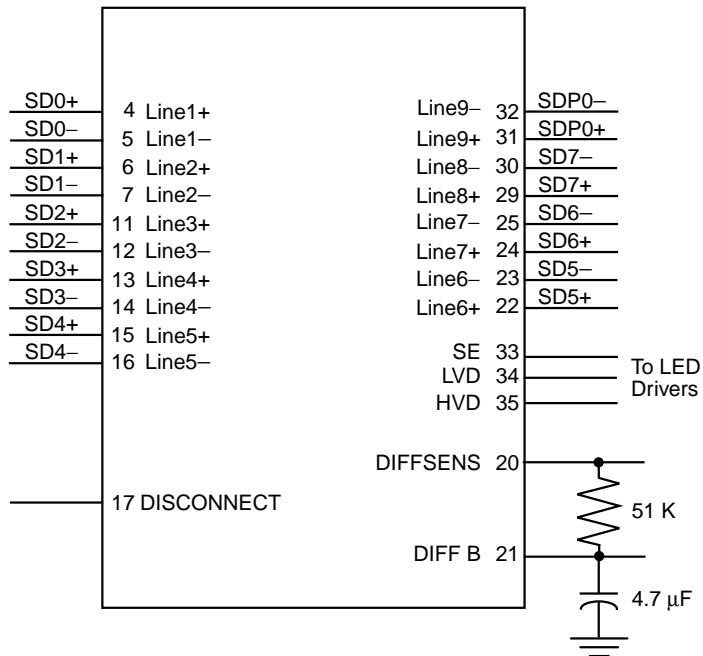 SD0+ 4 Line1+ Line9– 32 SDP0–
SD0– 5 Line1– Line9+ 31 SDP0+
SD1+ 6 Line2+ Line8– 30 SD7–
SD1– 7 Line2– Line8+ 29 SD7+
SD2+ 11 Line3+ Line7– 25 SD6–
SD2– 12 Line3– Line7+ 24 SD6+
SD3+ 13 Line4+ Line6– 23 SD5–
SD3– 14 Line4– Line6+ 22 SD5+
SD4+ 15 Line5+
SD4– 16 Line5–
SE 33
LVD 34
HVD 35
To LED
Drivers
DIFFSENS 20
17 DISCONNECT
51 K
DIFF B 21
4.7 µF